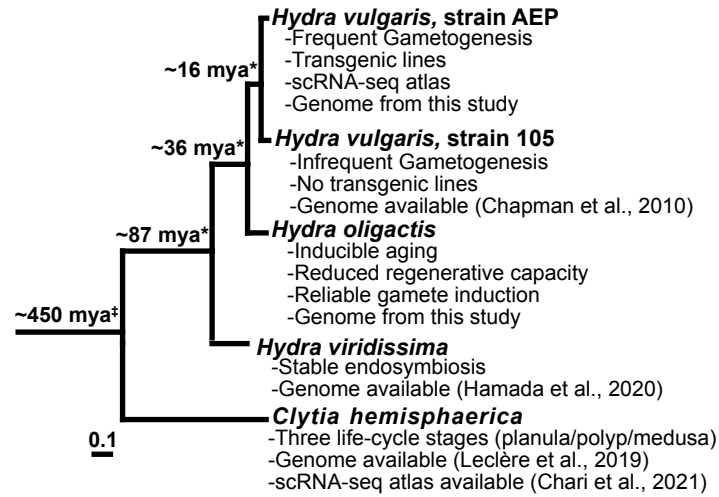 Hydra vulgaris, strain AEP
-Frequent Gametogenesis
-Transgenic lines
~16 mya*
-scRNA-seq atlas
-Genome from this study
Hydra vulgaris, strain 105
~36 mya*
-Infrequent Gametogenesis
-No transgenic lines
-Genome available (Chapman et al., 2010)
Hydra oligactis
~87 mya*
-Inducible aging
-Reduced regenerative capacity
-Reliable gamete induction
~450 mya‡
-Genome from this study
Hydra viridissima
-Stable endosymbiosis
-Genome available (Hamada et al., 2020)
Clytia hemisphaerica
0.1
-Three life-cycle stages (planula/polyp/medusa)
-Genome available (Leclère et al., 2019)
-scRNA-seq atlas available (Chari et al., 2021)